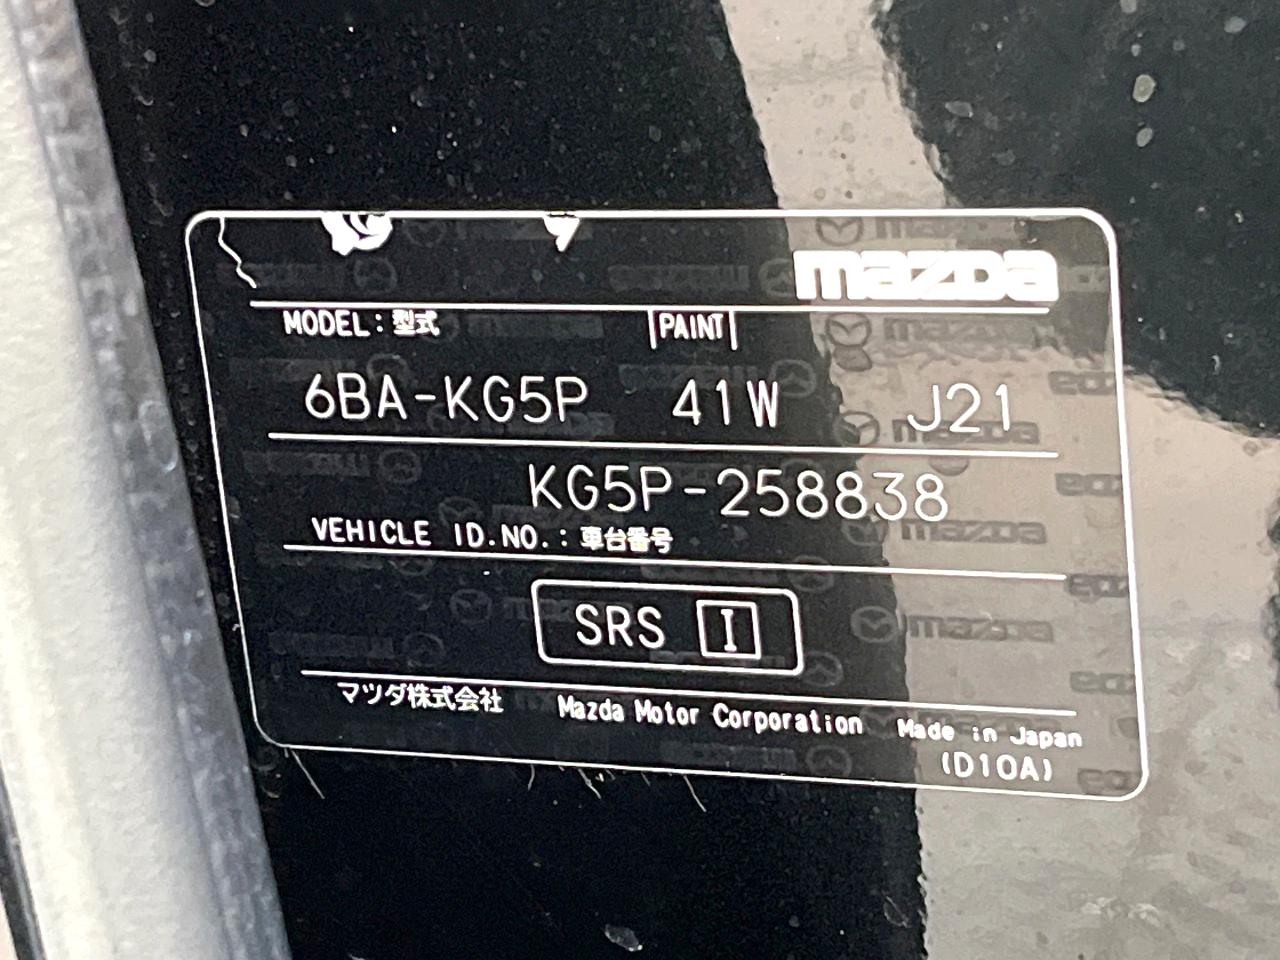 mazda
MODEL：型式 PAINT
6BA-KG5P 41W J21
KG5P-258838
VEHICLE ID.NO.：車台番号
SRS I
マツダ株式会社 Mazda Motor Corporation Made in Japan
(D10A)